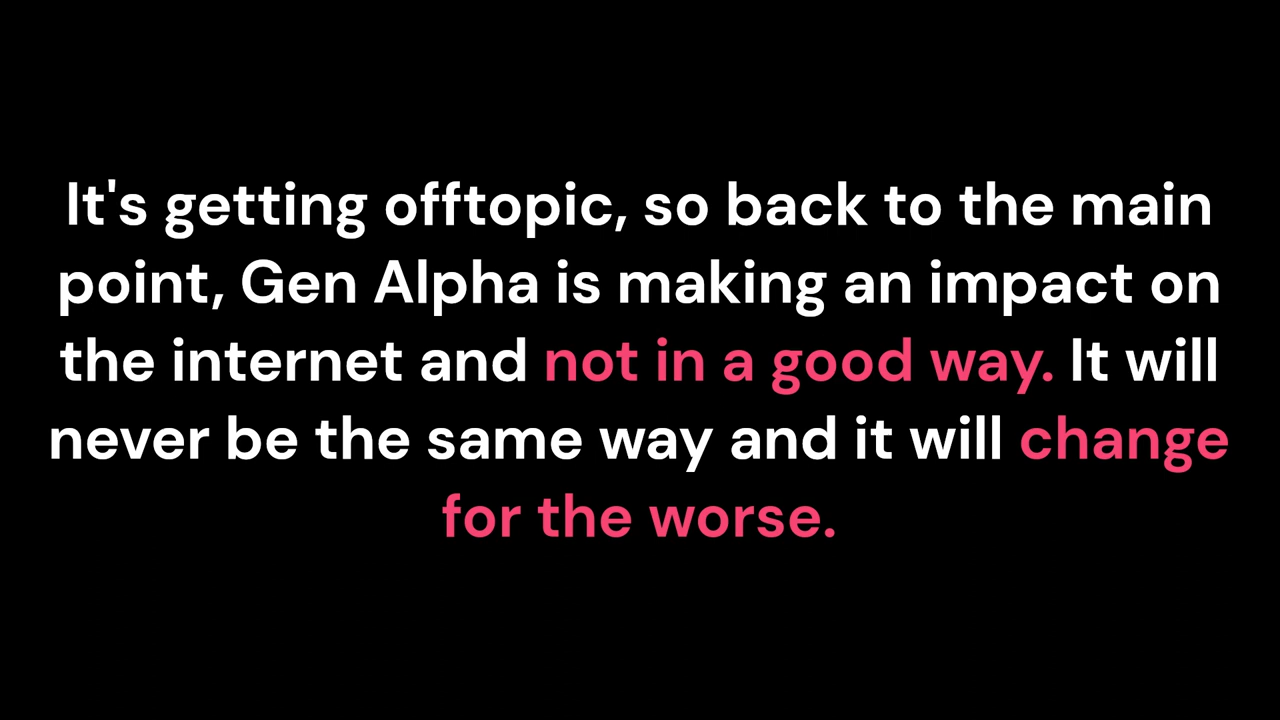 It's getting offtopic, so back to the main
point, Gen Alpha is making an impact on
the internet and not in a good way. It will
never be the same way and it will change
for the worse.